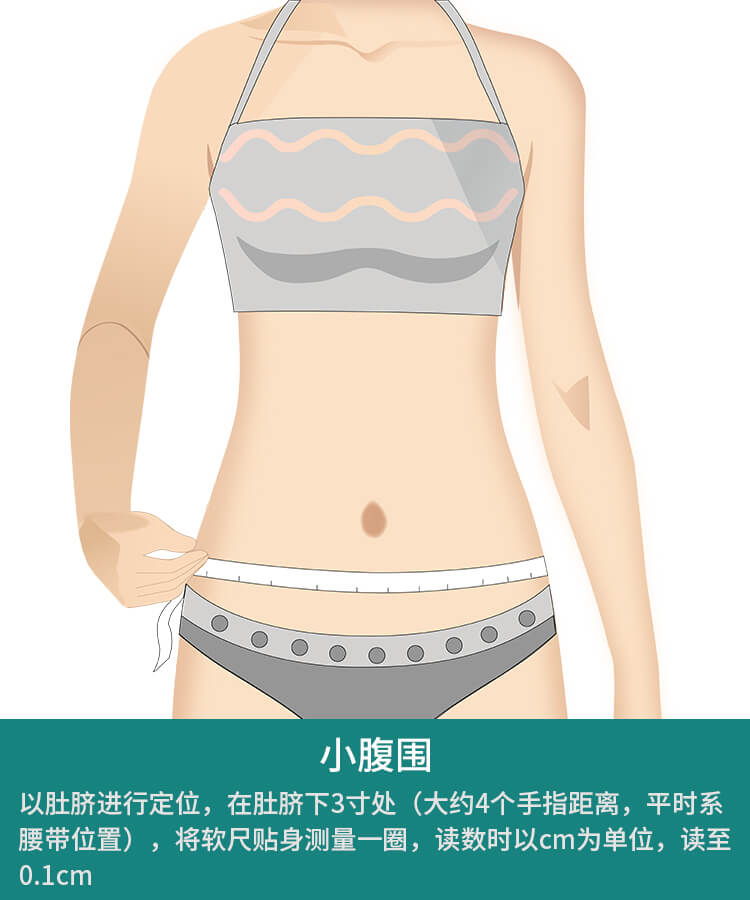 小腹围
以肚脐进行定位，在肚脐下3寸处（大约4个手指距离，平时系
腰带位置），将软尺贴身测量一圈，读数时以cm为单位，读至
0.1cm